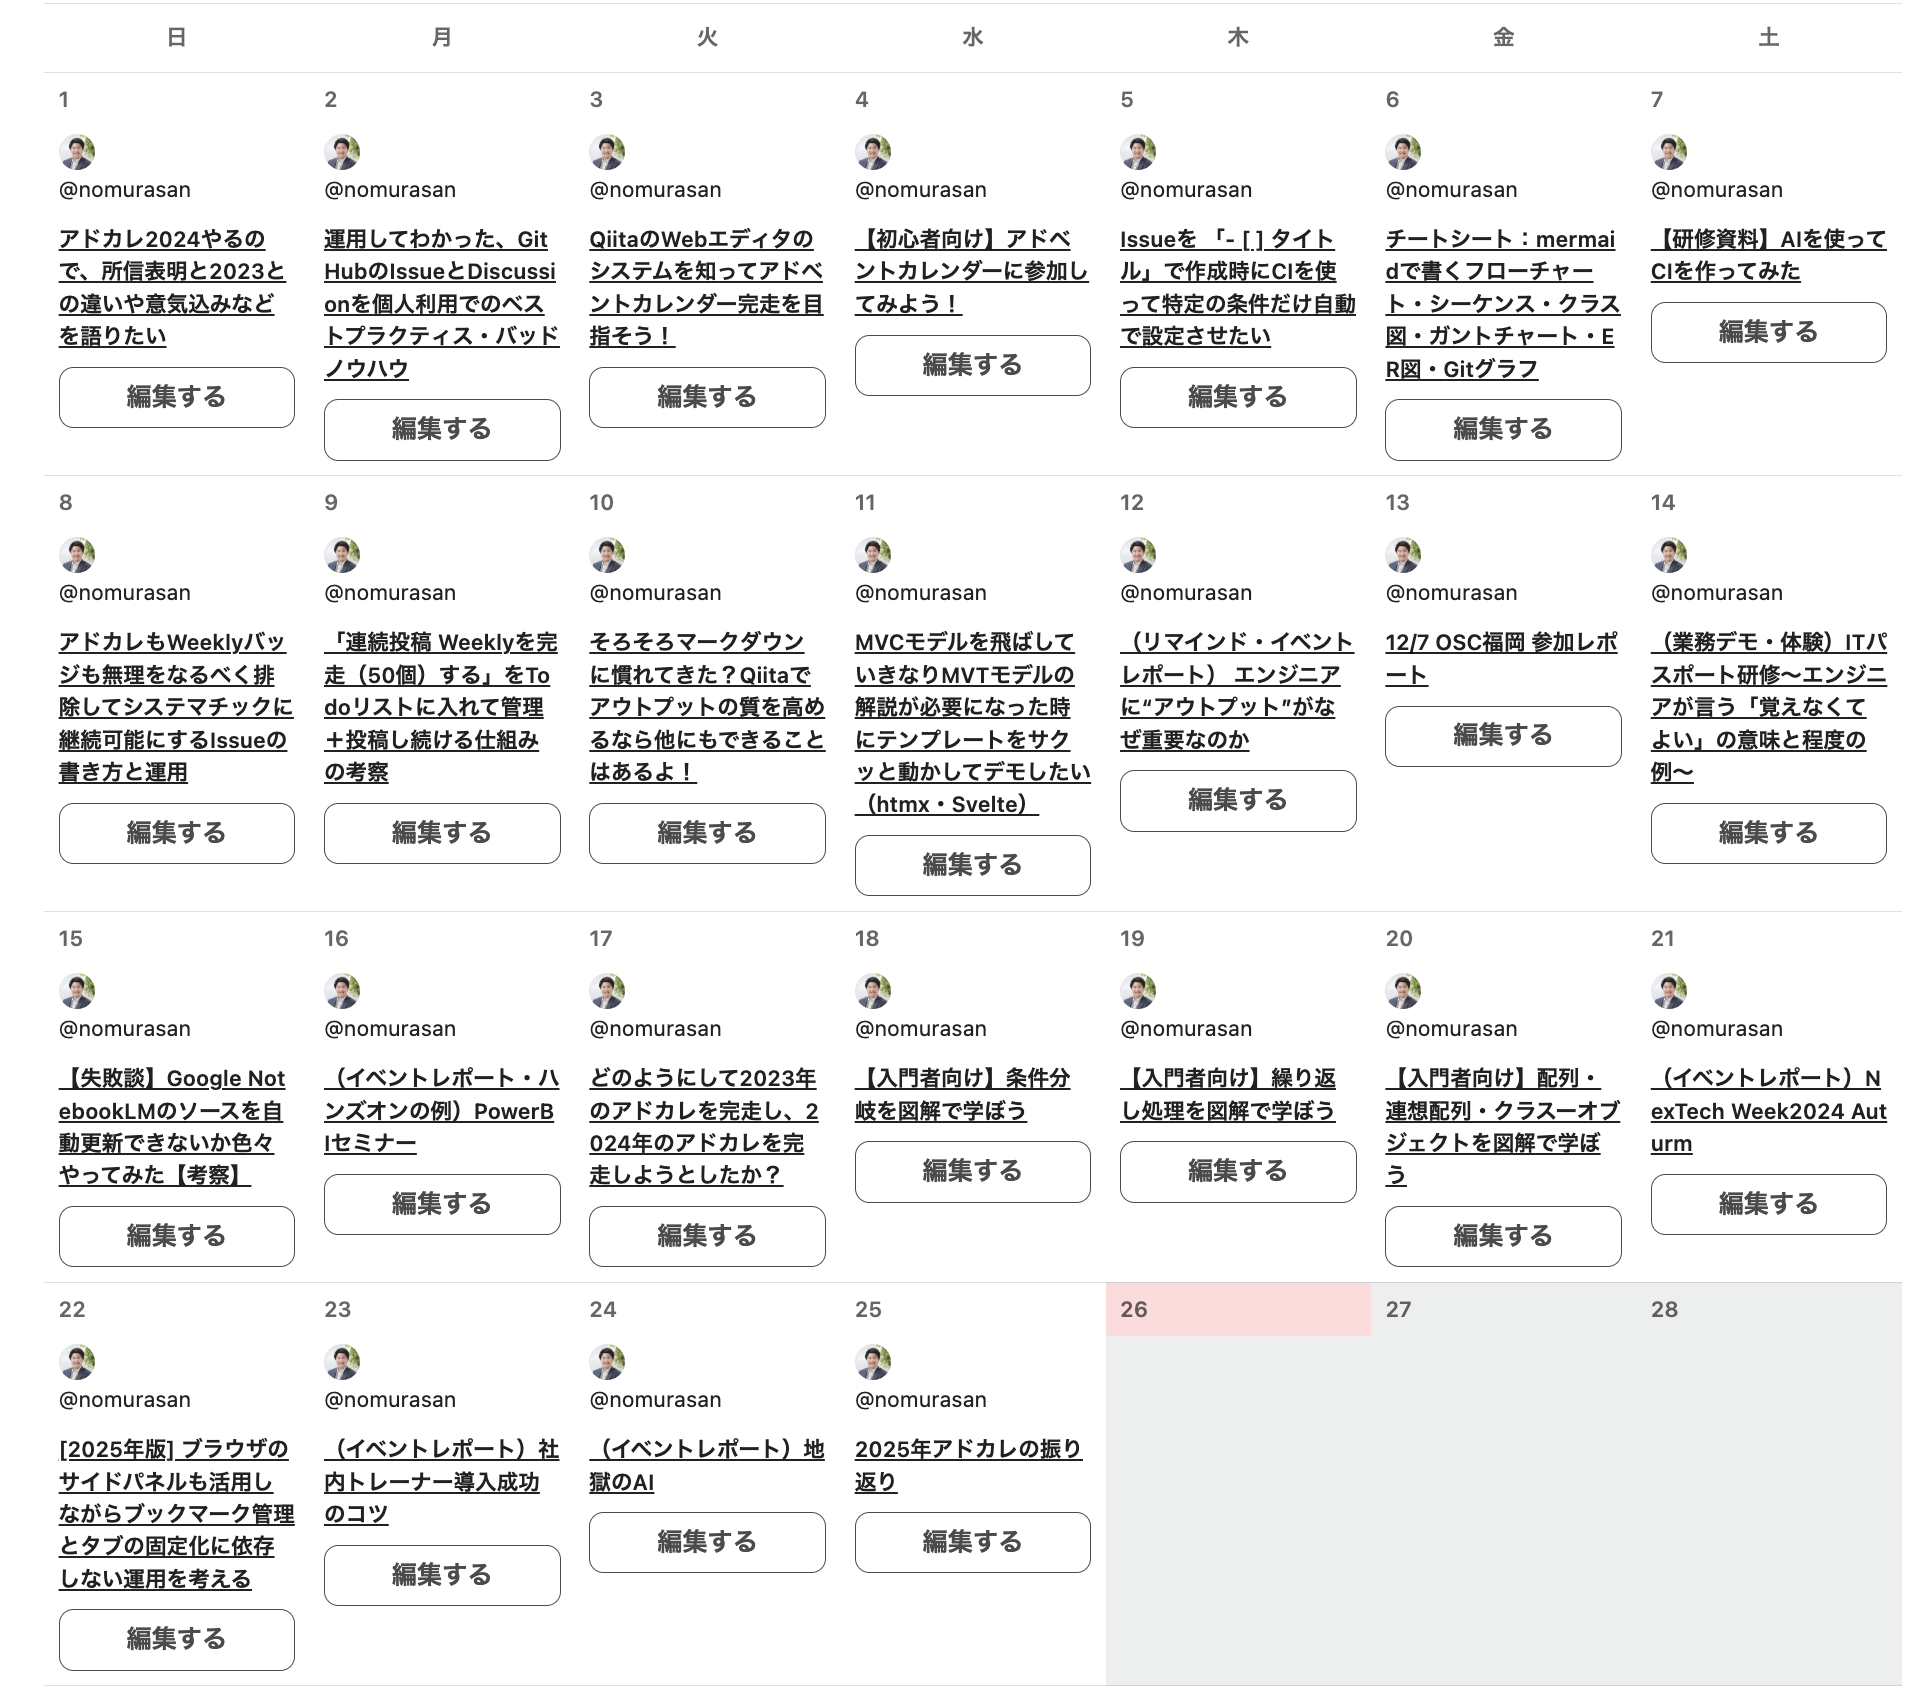 日
月
火
水
木
金
土
1
@nomurasan
アドカレ2024やるの
で、所信表明と2023と
の違いや意気込みなど
を語りたい
編集する
2
@nomurasan
運用してわかった、Git
HubのIssueとDiscussi
onを個人利用でのベス
トプラクティス・バッド
ノウハウ
編集する
3
@nomurasan
QiitaのWebエディタの
システムを知ってアドベ
ントカレンダー完走を目
指そう！
編集する
4
@nomurasan
【初心者向け】アドベ
ントカレンダーに参加し
てみよう！
編集する
5
@nomurasan
Issueを 「- [ ] タイト
ル」で作成時にCIを使
って特定の条件だけ自動
で設定させたい
編集する
6
@nomurasan
チートシート：mermai
dで書くフローチャー
ト・シーケンス・クラス
図・ガントチャート・E
R図・Gitグラフ
編集する
7
@nomurasan
【研修資料】AIを使って
CIを作ってみた
編集する
8
@nomurasan
アドカレもWeeklyバッ
ジも無理をなるべく排
除してシステマチックに
継続可能にするIssueの
書き方と運用
編集する
9
@nomurasan
「連続投稿 Weeklyを完
走（50個）する」をTo
doリストに入れて管理
＋投稿し続ける仕組み
の考察
編集する
10
@nomurasan
そろそろマークダウン
に慣れてきた？Qiitaで
アウトプットの質を高め
るなら他にもできること
はあるよ！
編集する
11
@nomurasan
MVCモデルを飛ばして
いきなりMVTモデルの
解説が必要になった時
にテンプレートをサク
ッと動かしてデモしたい
（htmx・Svelte）
編集する
12
@nomurasan
（リマインド・イベント
レポート） エンジニア
に“アウトプット”がな
ぜ重要なのか
編集する
13
@nomurasan
12/7 OSC福岡 参加レポ
ート
編集する
14
@nomurasan
（業務デモ・体験）ITパ
スポート研修〜エンジニ
アが言う「覚えなくて
よい」の意味と程度の
例〜
編集する
15
@nomurasan
【失敗談】Google Not
ebookLMのソースを自
動更新できないか色々
やってみた【考察】
編集する
16
@nomurasan
（イベントレポート・ハ
ンズオンの例）PowerB
Iセミナー
編集する
17
@nomurasan
どのようにして2023年
のアドカレを完走し、2
024年のアドカレを完
走しようとしたか？
編集する
18
@nomurasan
【入門者向け】条件分
岐を図解で学ぼう
編集する
19
@nomurasan
【入門者向け】繰り返
し処理を図解で学ぼう
編集する
20
@nomurasan
【入門者向け】配列・
連想配列・クラスーオブ
ジェクトを図解で学ぼ
う
編集する
21
@nomurasan
（イベントレポート）N
exTech Week2024 Aut
urm
編集する
22
@nomurasan
[2025年版] ブラウザの
サイドパネルも活用し
ながらブックマーク管理
とタブの固定化に依存
しない運用を考える
編集する
23
@nomurasan
（イベントレポート）社
内トレーナー導入成功
のコツ
編集する
24
@nomurasan
（イベントレポート）地
獄のAI
編集する
25
@nomurasan
2025年アドカレの振り
返り
編集する
26
27
28